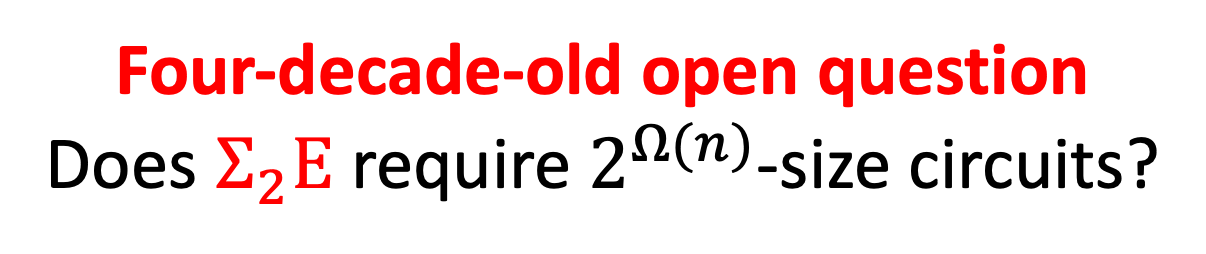 Four-decade-old open question
Does Σ₂E require 2^Ω(n)-size circuits?